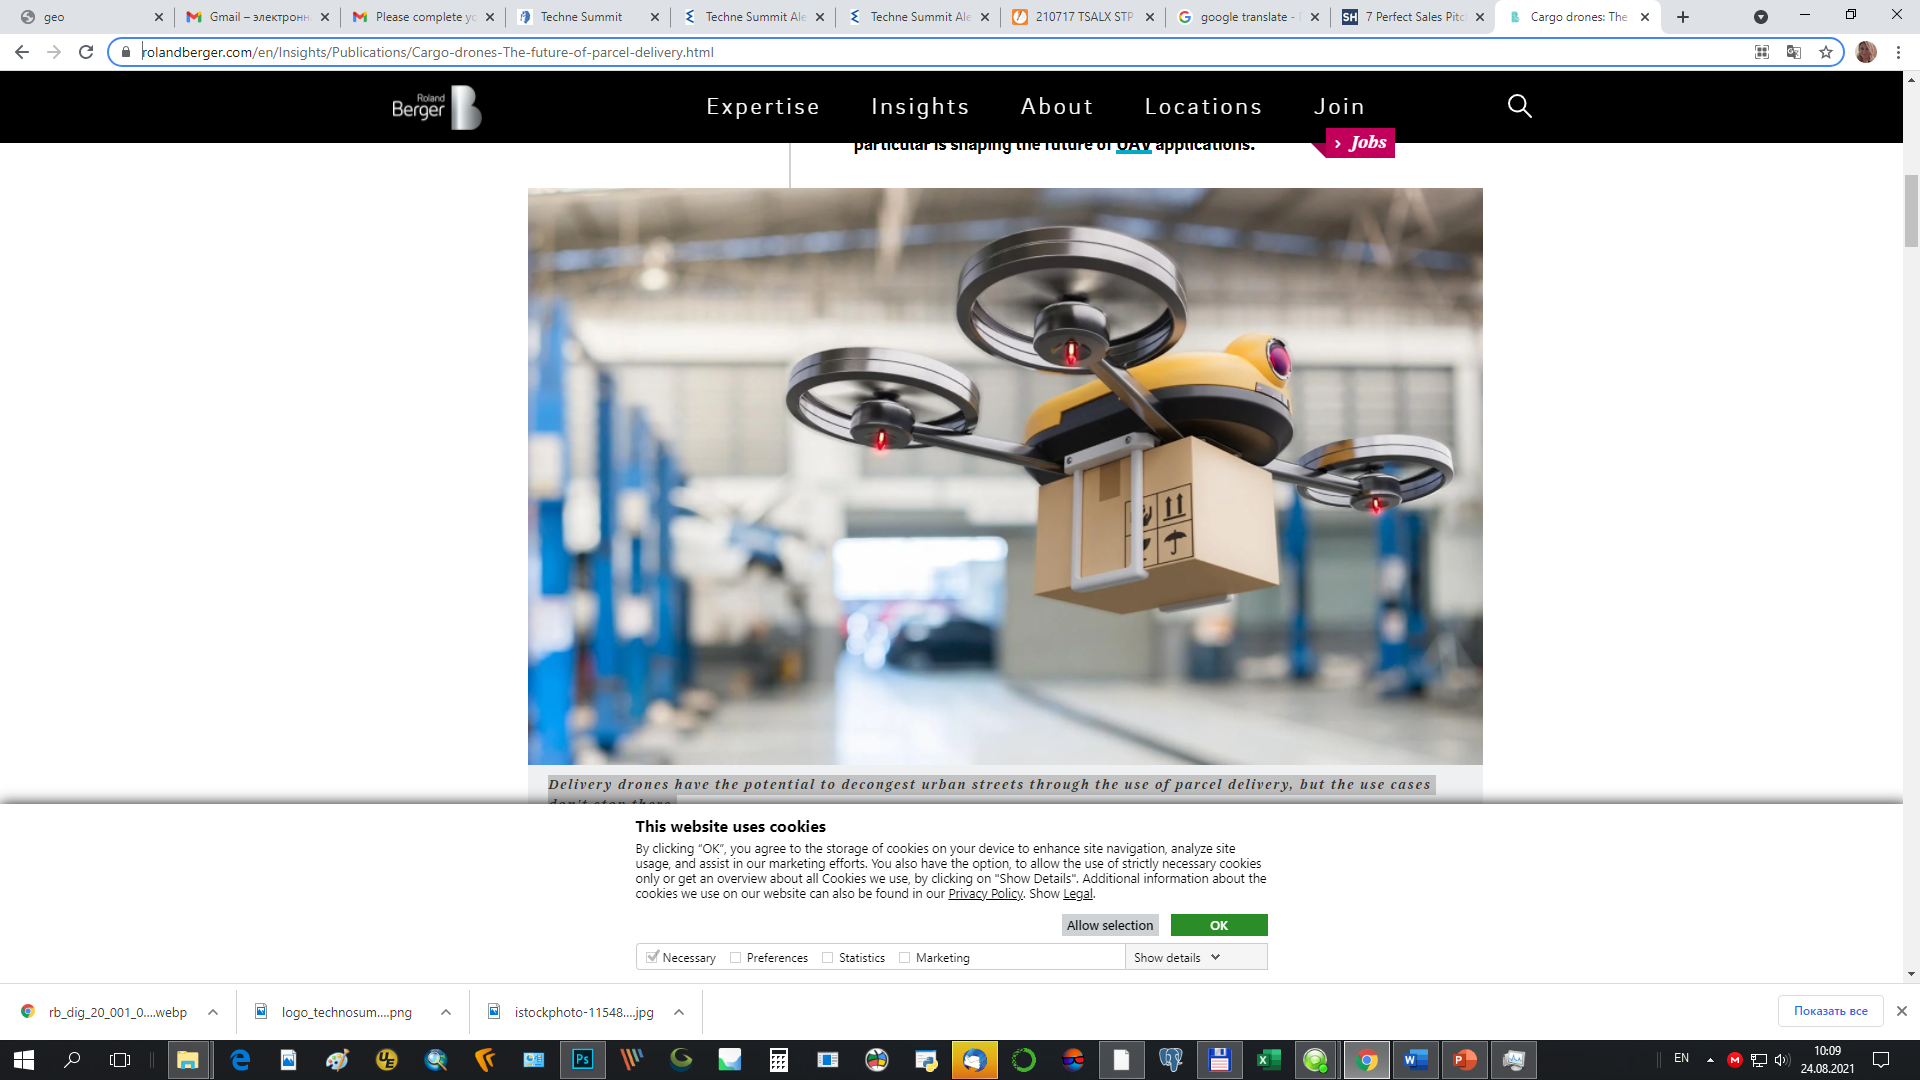 geo
Gmail – электронн
Please complete yo
Techne Summit
Techne Summit Ale
Techne Summit Ale
210717 TSALX STP
google translate -
7 Perfect Sales Pitc
Cargo drones: The
rolandberger.com/en/Insights/Publications/Cargo-drones-The-future-of-parcel-delivery.html
Roland
Berger
Expertise
Insights
About
Locations
Join
particular is shaping the future of UAV applications.
› Jobs
Delivery drones have the potential to decongest urban streets through the use of parcel delivery, but the use cases
don't stop there.
This website uses cookies
By clicking “OK”, you agree to the storage of cookies on your device to enhance site navigation, analyze site
usage, and assist in our marketing efforts. You also have the option, to allow the use of strictly necessary cookies
only or get an overview about all Cookies we use, by clicking on "Show Details". Additional information about the
cookies we use on our website can also be found in our Privacy Policy. Show Legal.
Allow selection
OK
Necessary
Preferences
Statistics
Marketing
Show details
rb_dig_20_001_0....webp
logo_technosum....png
istockphoto-11548....jpg
Показать все
EN
10:09
24.08.2021